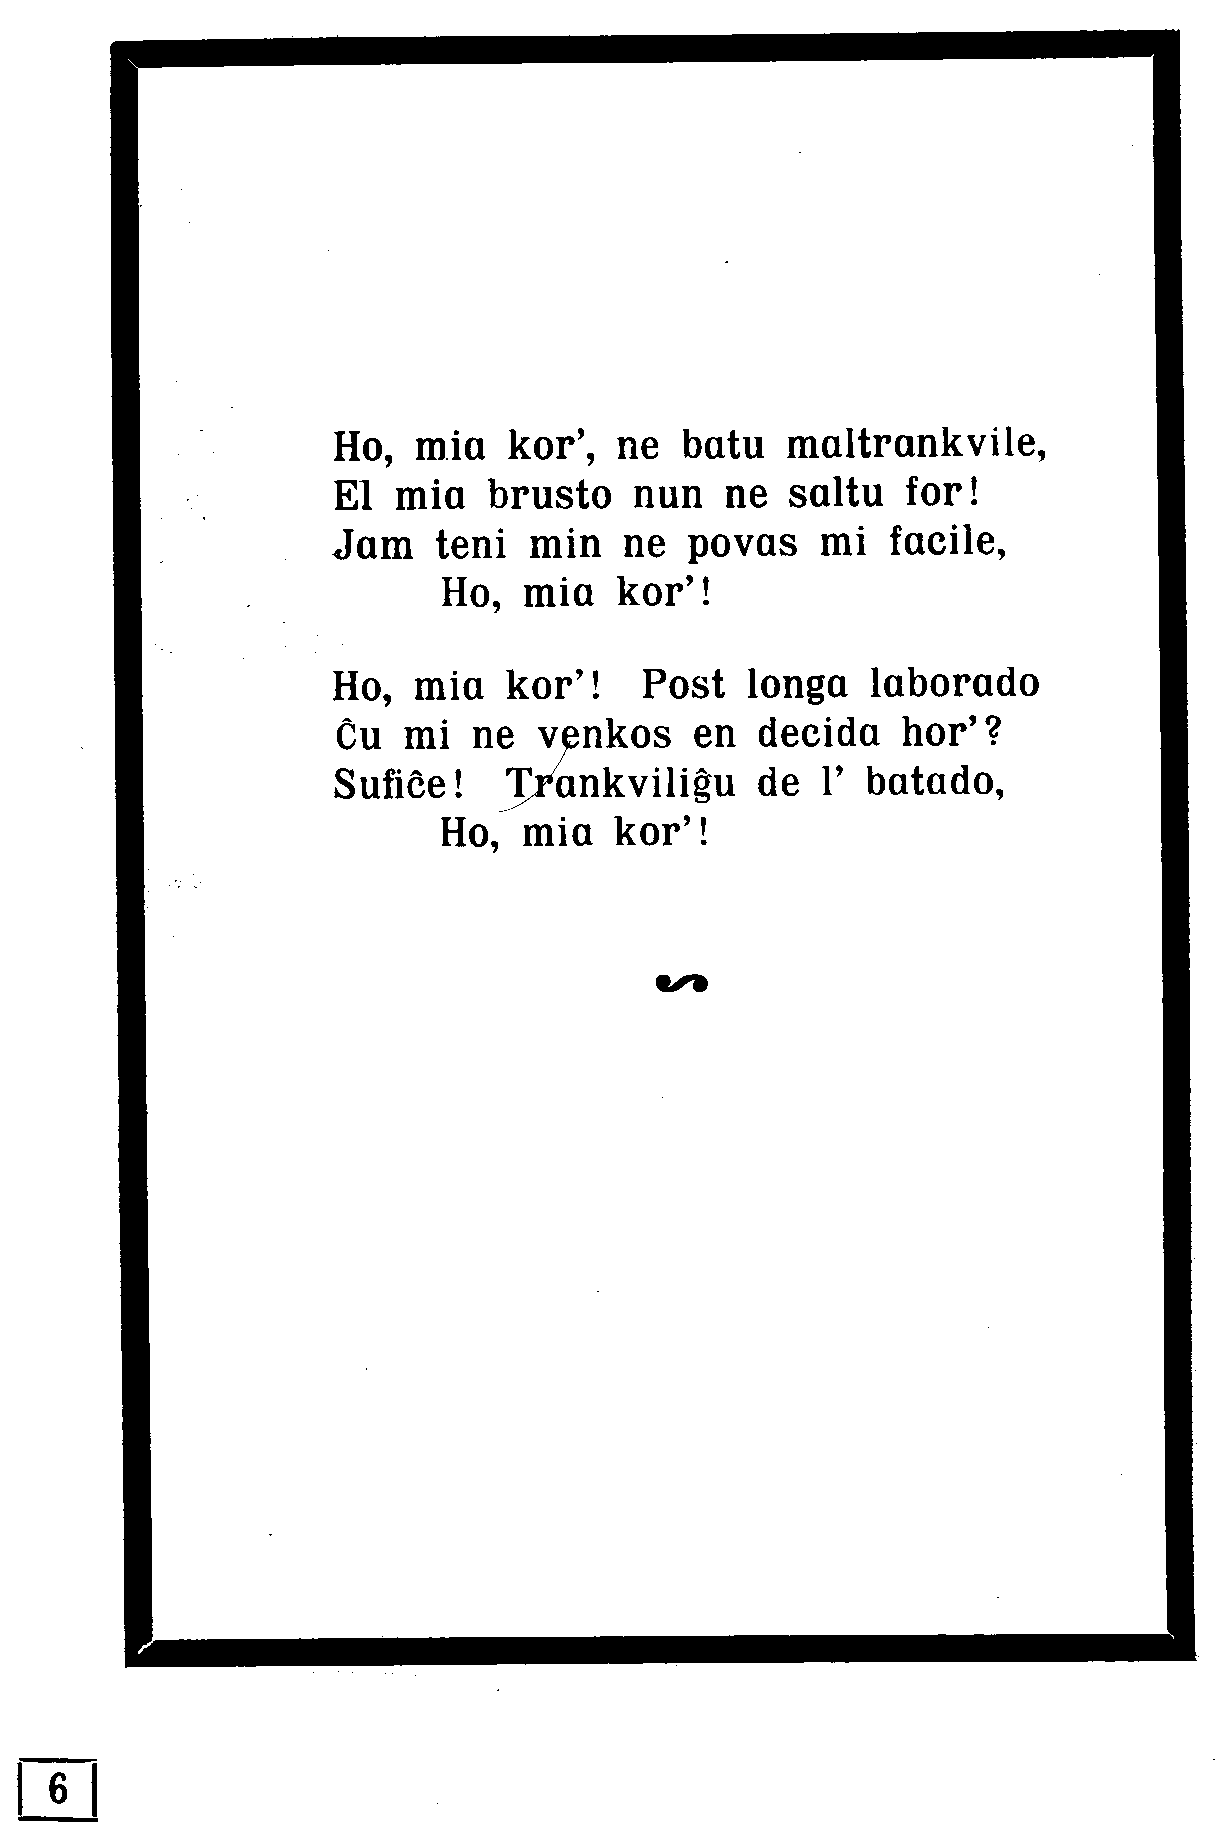 Ho, mia kor’, ne batu maltrankvile,
El mia brusto nun ne saltu for!
Jam teni min ne povas mi facile,
Ho, mia kor’!
Ho, mia kor’! Post longa laborado
Ĉu mi ne venkos en decida hor’?
Sufiĉe! Trankviliĝu de l’ batado,
Ho, mia kor’!
6